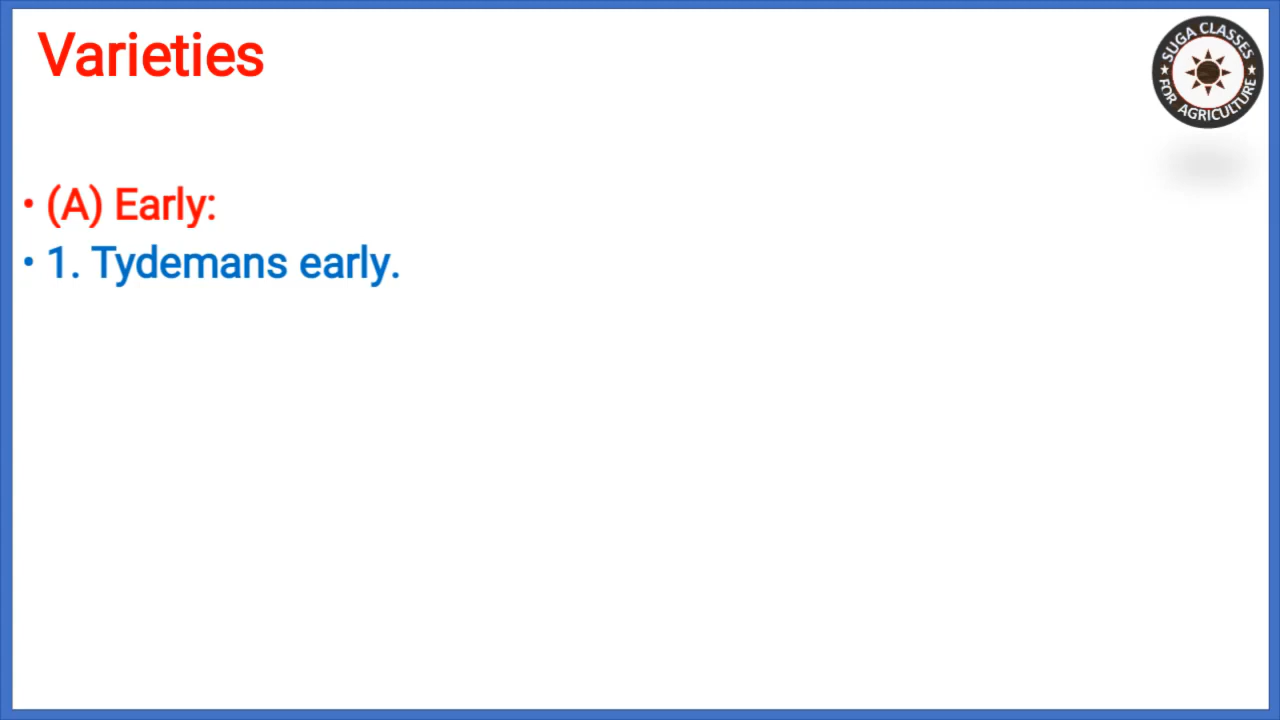 Varieties
SUGA CLASSES
FOR AGRICULTURE
• (A) Early:
• 1. Tydemans early.